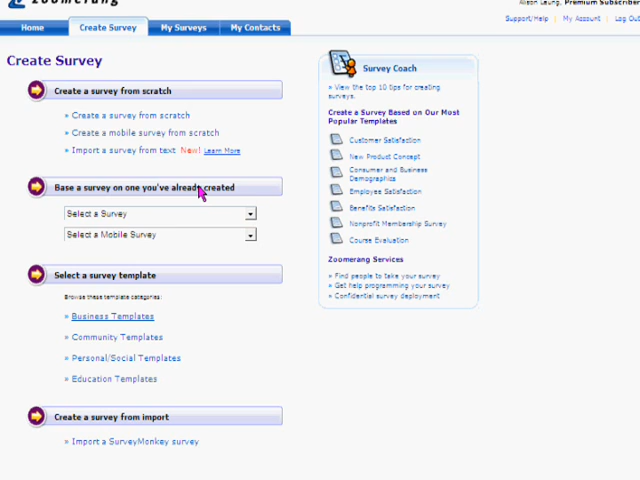 zoomerang
Alison Leung, Premium Subscriber
Support/Help | My Account | Log Out
Home
Create Survey
My Surveys
My Contacts
Create Survey
Create a survey from scratch
» Create a survey from scratch
» Create a mobile survey from scratch
» Import a survey from text New! Learn More
Base a survey on one you've already created
Select a Survey
Select a Mobile Survey
Select a survey template
Browse these template categories:
» Business Templates
» Community Templates
» Personal/Social Templates
» Education Templates
Create a survey from import
» Import a SurveyMonkey survey
Survey Coach
» View the top 10 tips for creating
surveys.
Create a Survey Based on Our Most
Popular Templates
Customer Satisfaction
New Product Concept
Consumer and Business
Demographics
Employee Satisfaction
Benefits Satisfaction
Nonprofit Membership Survey
Course Evaluation
Zoomerang Services
» Find people to take your survey
» Get help programming your survey
» Confidential survey deployment